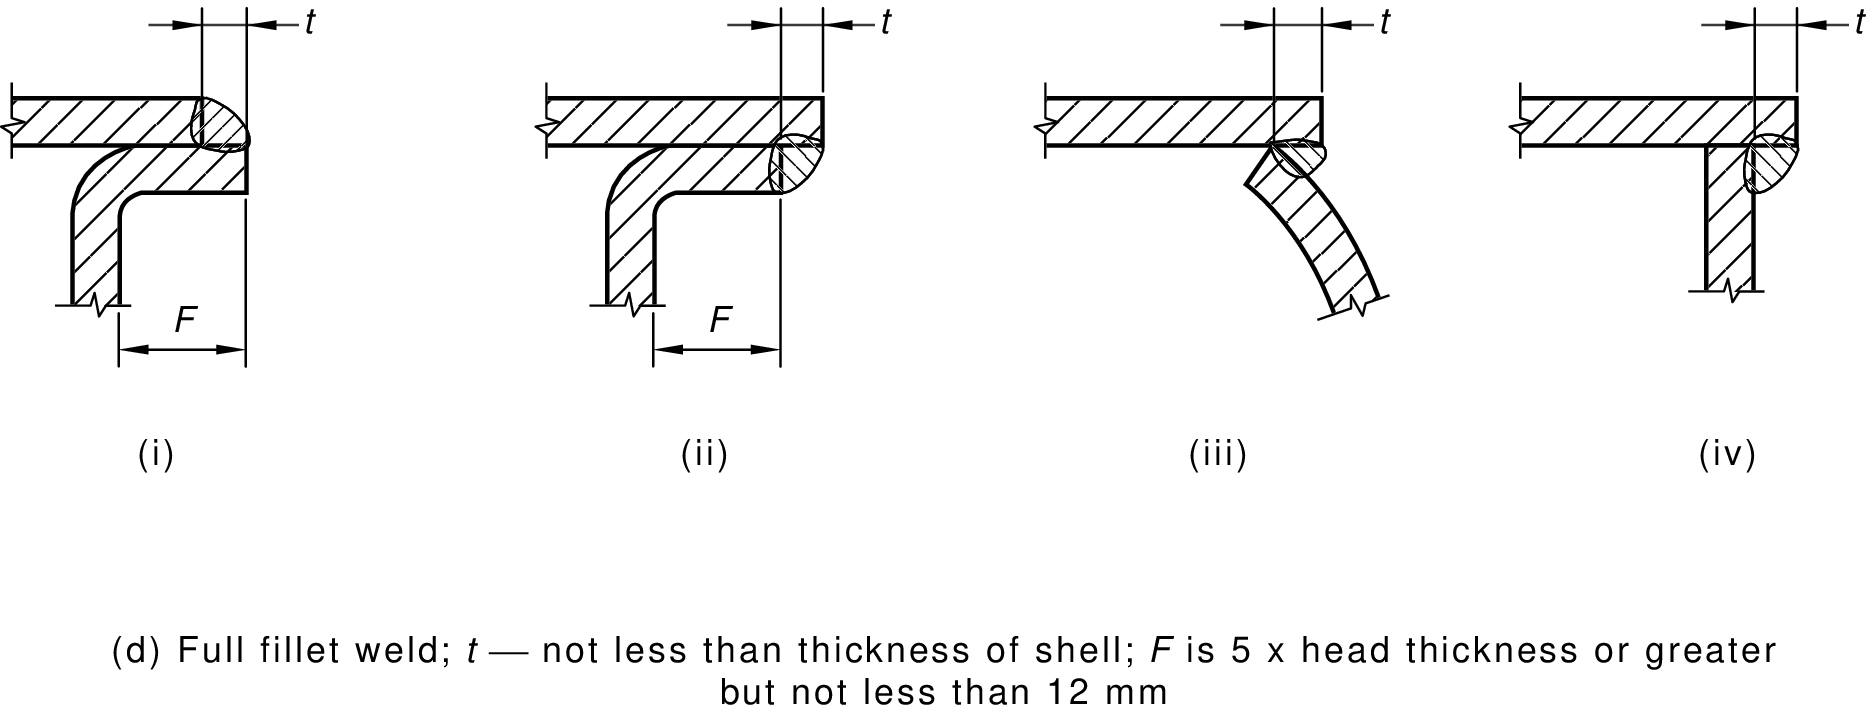 t t t t
F F
(i) (ii) (iii) (iv)
(d) Full fillet weld; t — not less than thickness of shell; F is 5 x head thickness or greater
but not less than 12 mm